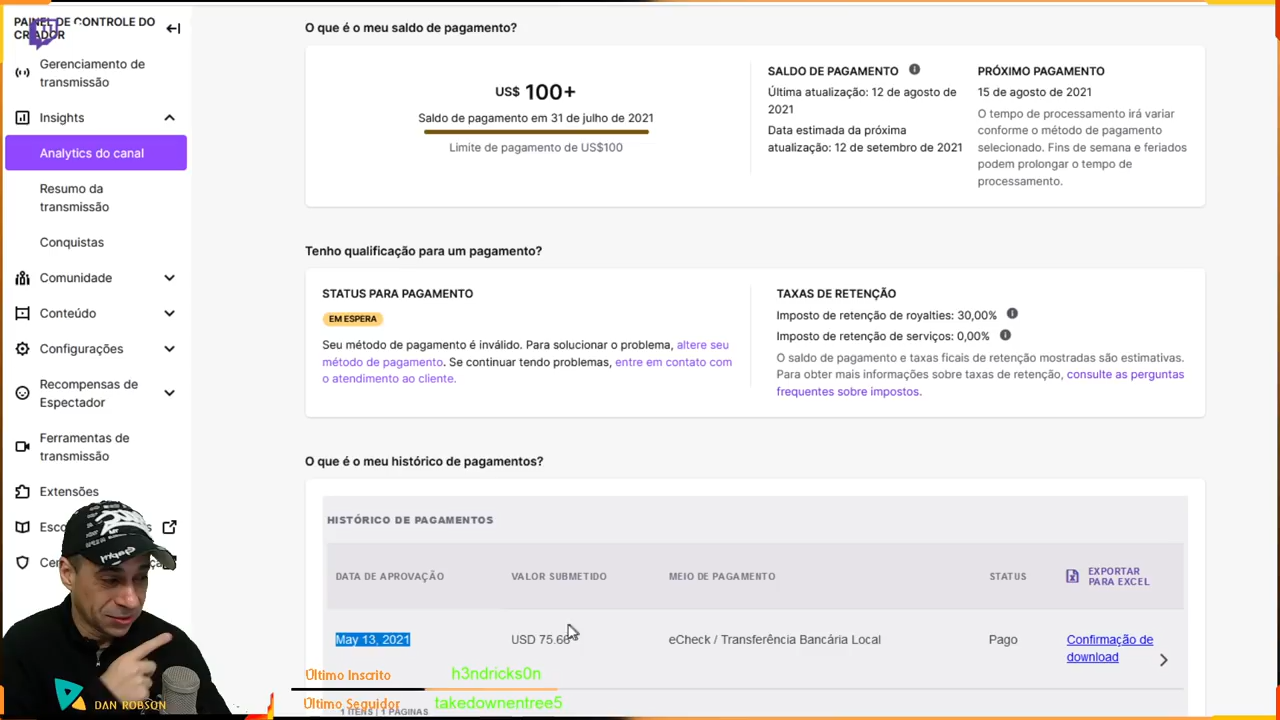 PAINEL DE CONTROLE DO
CRIADOR
Gerenciamento de
transmissão
Insights
Analytics do canal
Resumo da
transmissão
Conquistas
Comunidade
Conteúdo
Configurações
Recompensas de
Espectador
Ferramentas de
transmissão
Extensões
O que é o meu saldo de pagamento?
US$ 100+
Saldo de pagamento em 31 de julho de 2021
Limite de pagamento de US$100
SALDO DE PAGAMENTO
Última atualização: 12 de agosto de
2021
Data estimada da próxima
atualização: 12 de setembro de 2021
PRÓXIMO PAGAMENTO
15 de agosto de 2021
O tempo de processamento irá variar
conforme o método de pagamento
selecionado. Fins de semana e feriados
podem prolongar o tempo de
processamento.
Tenho qualificação para um pagamento?
STATUS PARA PAGAMENTO
EM ESPERA
Seu método de pagamento é inválido. Para solucionar o problema, altere seu
método de pagamento. Se continuar tendo problemas, entre em contato com
o atendimento ao cliente.
TAXAS DE RETENÇÃO
Imposto de retenção de royalties: 30,00%
Imposto de retenção de serviços: 0,00%
O saldo de pagamento e taxas ficais de retenção mostradas são estimativas.
Para obter mais informações sobre taxas de retenção, consulte as perguntas
frequentes sobre impostos.
O que é o meu histórico de pagamentos?
HISTÓRICO DE PAGAMENTOS
DATA DE APROVAÇÃO
VALOR SUBMETIDO
MEIO DE PAGAMENTO
STATUS
EXPORTAR
PARA EXCEL
May 13, 2021
USD 75.66
eCheck / Transferência Bancária Local
Pago
Confirmação de
download
Último Inscrito
h3ndricks0n
Último Seguidor
takedownentree5
1 ITENS | 1 PÁGINAS
DAN ROBSON